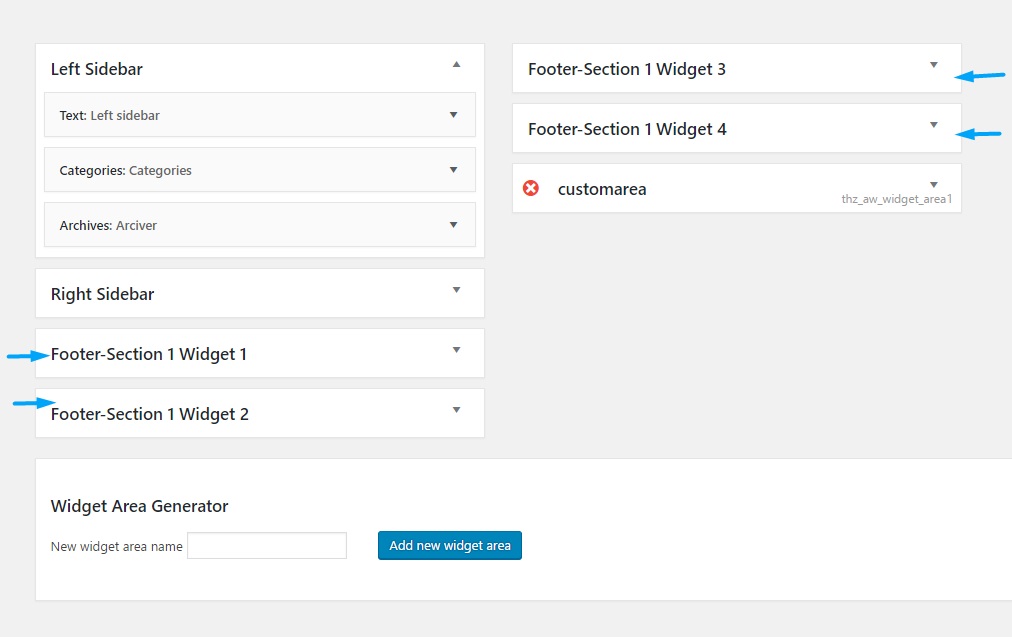 Left Sidebar
Text: Left sidebar
Categories: Categories
Archives: Arciver
Right Sidebar
Footer-Section 1 Widget 1
Footer-Section 1 Widget 2
Footer-Section 1 Widget 3
Footer-Section 1 Widget 4
customarea
thz_aw_widget_area1
Widget Area Generator
New widget area name
Add new widget area